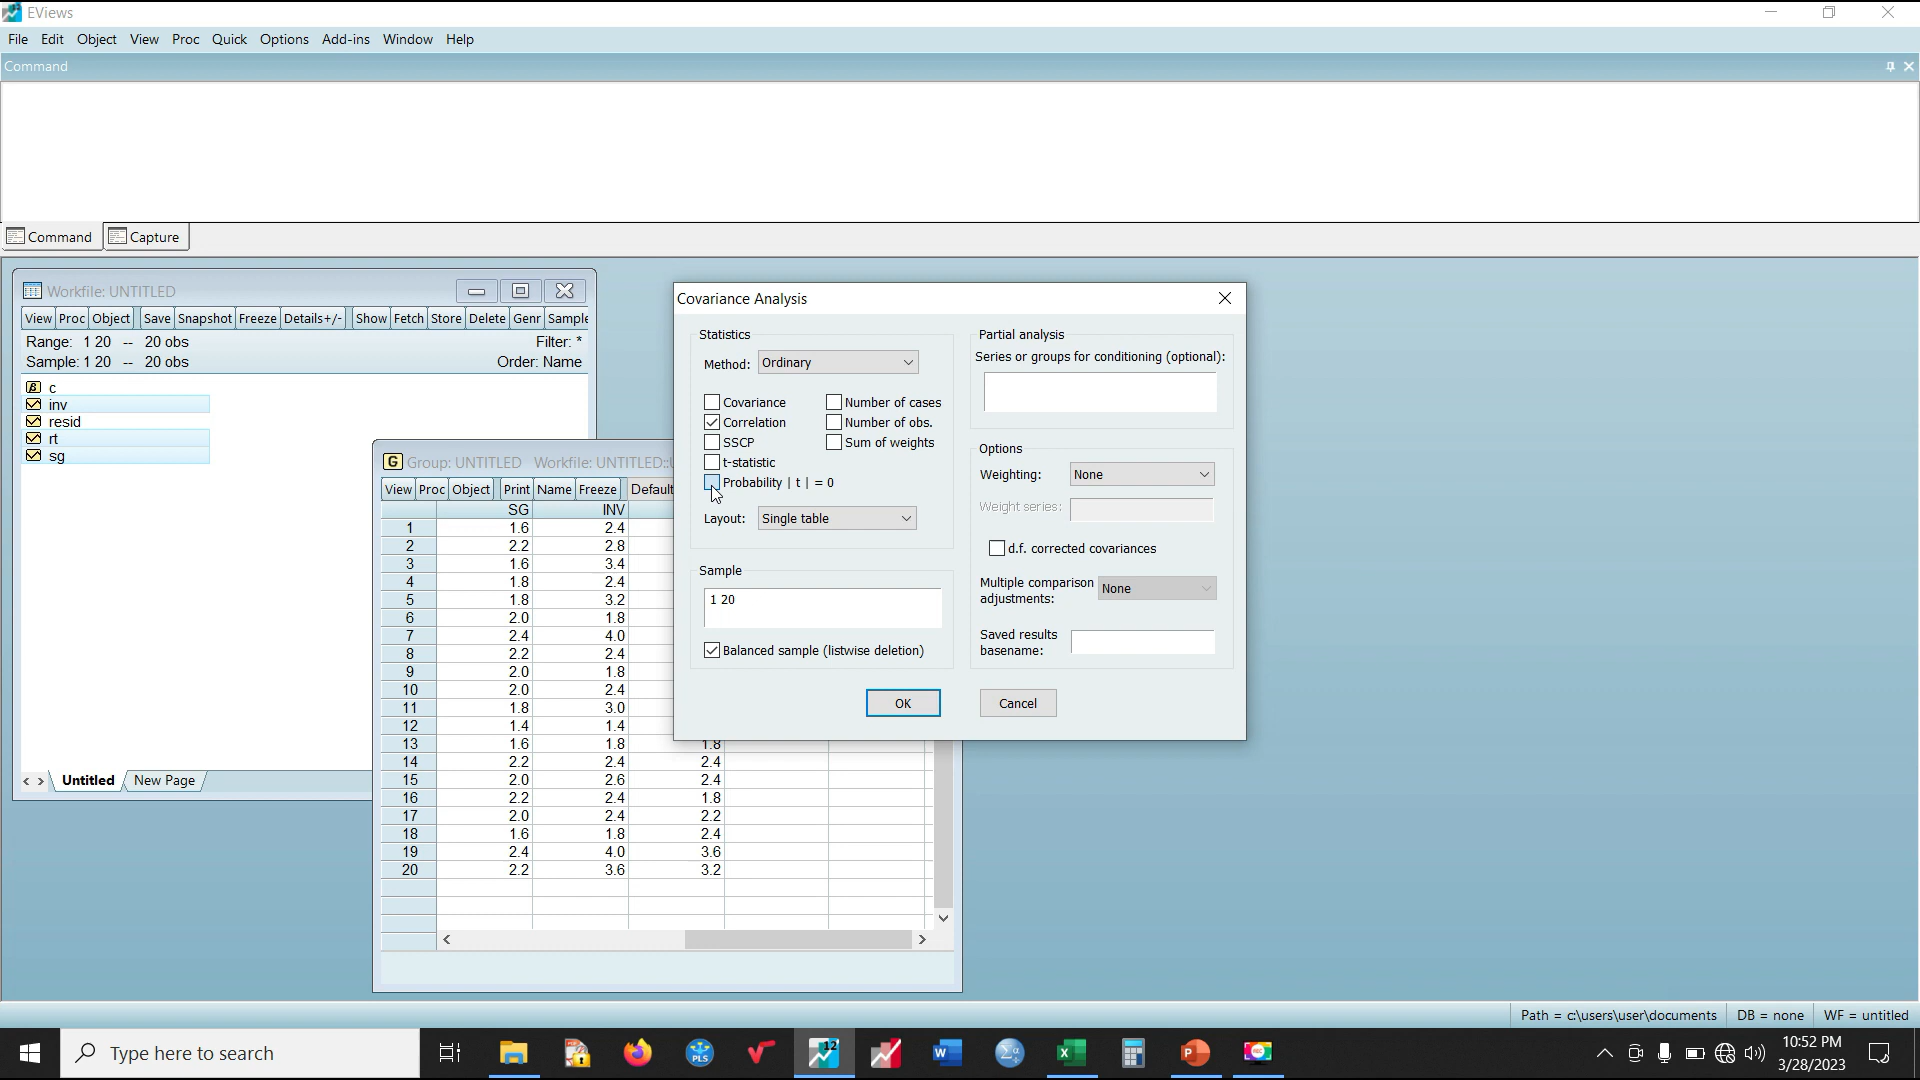 EViews
File Edit Object View Proc Quick Options Add-ins Window Help
Command
Command Capture
Workfile: UNTITLED
View Proc Object Save Snapshot Freeze Details+/- Show Fetch Store Delete Genr Sample
Range: 1 20 -- 20 obs Filter: *
Sample: 1 20 -- 20 obs Order: Name
c
inv
resid
rt
sg
Untitled New Page
Group: UNTITLED Workfile: UNTITLED::U
View Proc Object Print Name Freeze Default
SG INV
1 1.6 2.4
2 2.2 2.8
3 1.6 3.4
4 1.8 2.4
5 1.8 3.2
6 2.0 1.8
7 2.4 4.0
8 2.2 2.4
9 2.0 1.8
10 2.0 2.4
11 1.8 3.0
12 1.4 1.4
13 1.6 1.8 1.8
14 2.2 2.4 2.4
15 2.0 2.6 2.4
16 2.2 2.4 1.8
17 2.0 2.4 2.2
18 1.6 1.8 2.4
19 2.4 4.0 3.6
20 2.2 3.6 3.2
Covariance Analysis
Statistics
Method: Ordinary
Covariance Number of cases
Correlation Number of obs.
SSCP Sum of weights
t-statistic
Probability | t | = 0
Layout: Single table
Sample
1 20
Balanced sample (listwise deletion)
Partial analysis
Series or groups for conditioning (optional):
Options
Weighting: None
Weight series:
d.f. corrected covariances
Multiple comparison
adjustments: None
Saved results
basename:
OK Cancel
Path = c:\users\user\documents DB = none WF = untitled
Type here to search
PLS
12
10:52 PM
3/28/2023